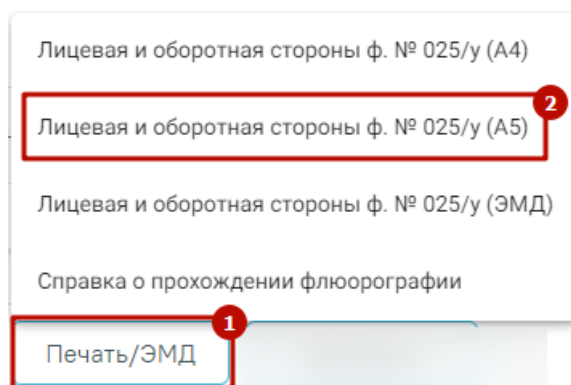 Лицевая и оборотная стороны ф. № 025/у (А4)
2
Лицевая и оборотная стороны ф. № 025/у (А5)
Лицевая и оборотная стороны ф. № 025/у (ЭМД)
Справка о прохождении флюорографии
1
Печать/ЭМД